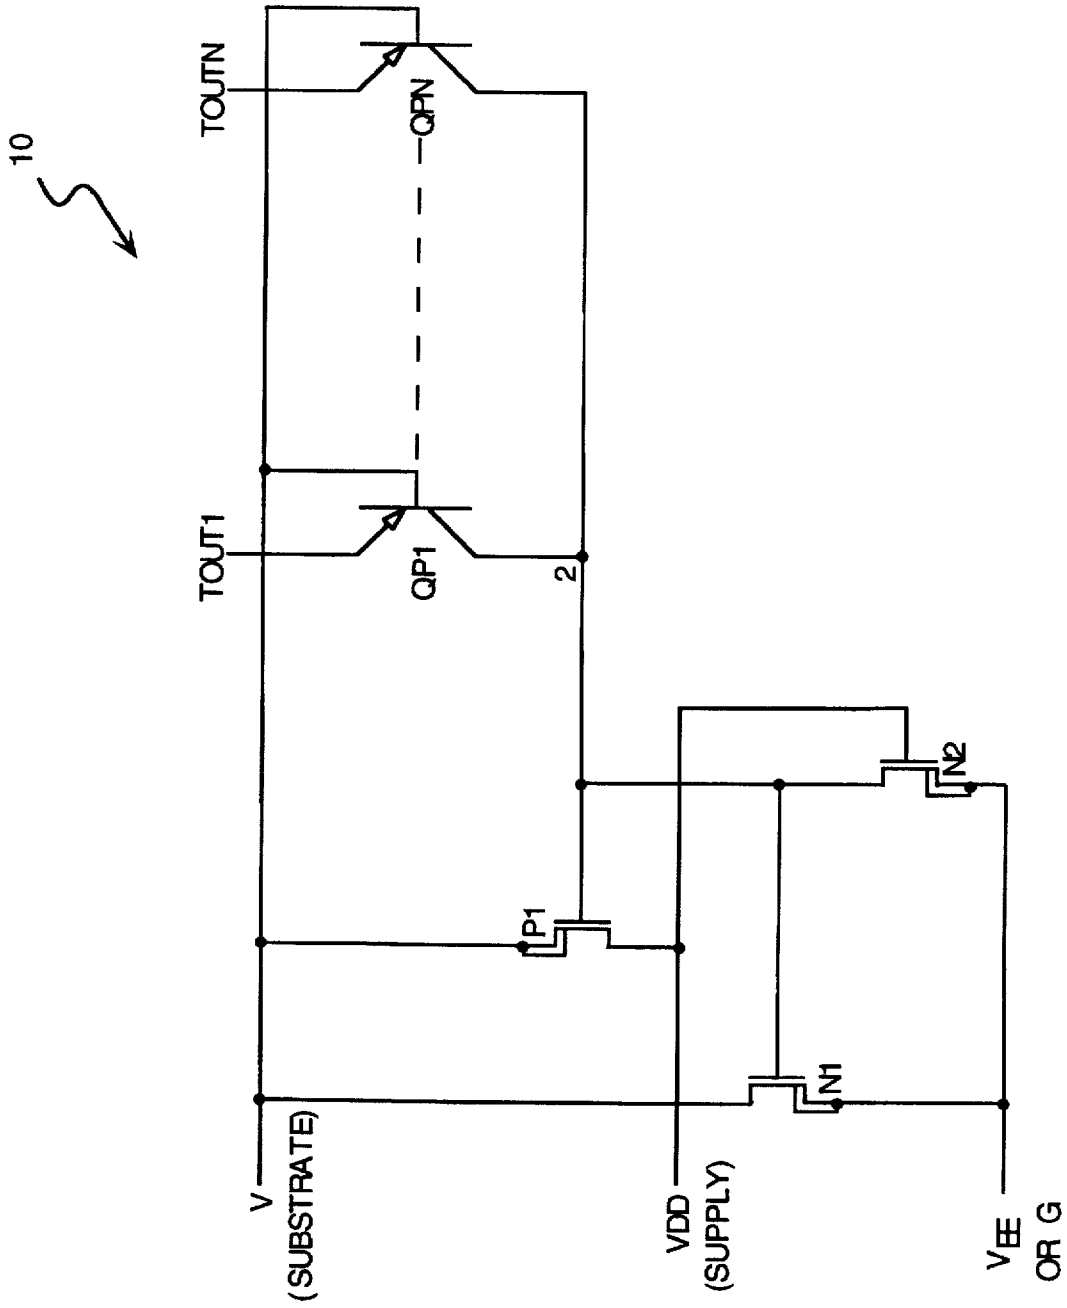 10
TOUTN
QPN
TOUT1
QP1
2
P1
N2
N1
V
(SUBSTRATE)
VDD
(SUPPLY)
VEE
OR G